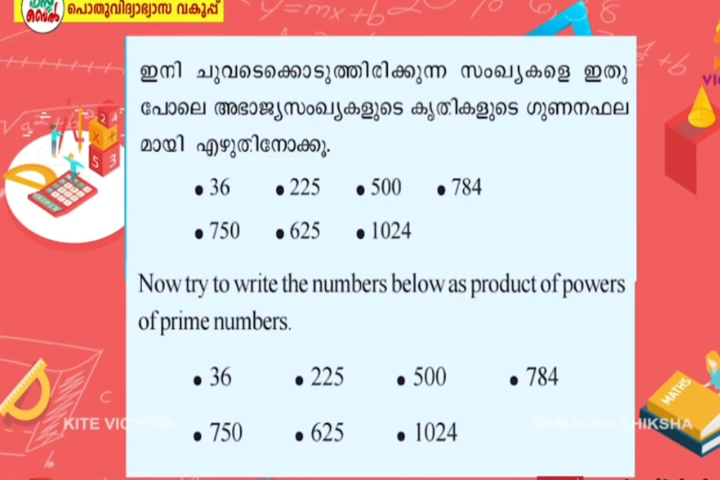 പൊതുവിദ്യാഭ്യാസ വകുപ്പ്
ഇനി ചുവടെക്കൊടുത്തിരിക്കുന്ന സംഖ്യകളെ ഇതു
പോലെ അഭാജ്യസംഖ്യകളുടെ കൃതികളുടെ ഗുണനഫല
മായി എഴുതിനോക്കൂ.
• 36 • 225 • 500 • 784
• 750 • 625 • 1024
Now try to write the numbers below as product of powers
of prime numbers.
• 36 • 225 • 500 • 784
• 750 • 625 • 1024
KITE VICTERS
SAMAGRA SHIKSHA
MATHS
y=mx+b